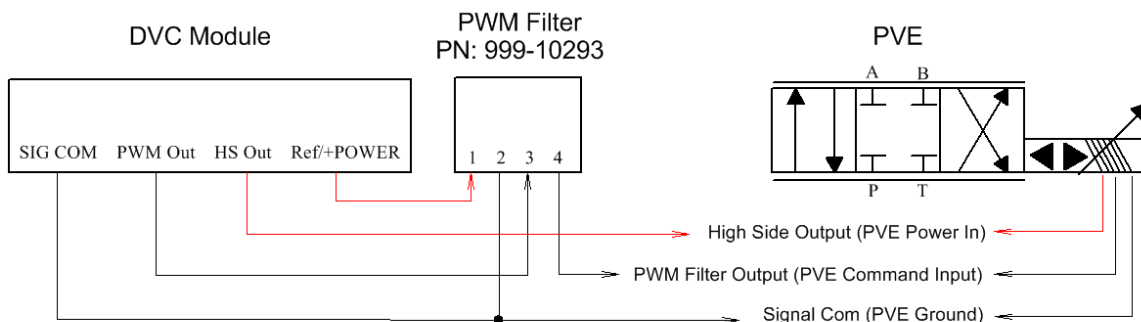 DVC Module
PWM Filter
PN: 999-10293
PVE
A B
SIG COM PWM Out HS Out Ref/+POWER
1 2 3 4
P T
High Side Output (PVE Power In)
PWM Filter Output (PVE Command Input)
Signal Com (PVE Ground)